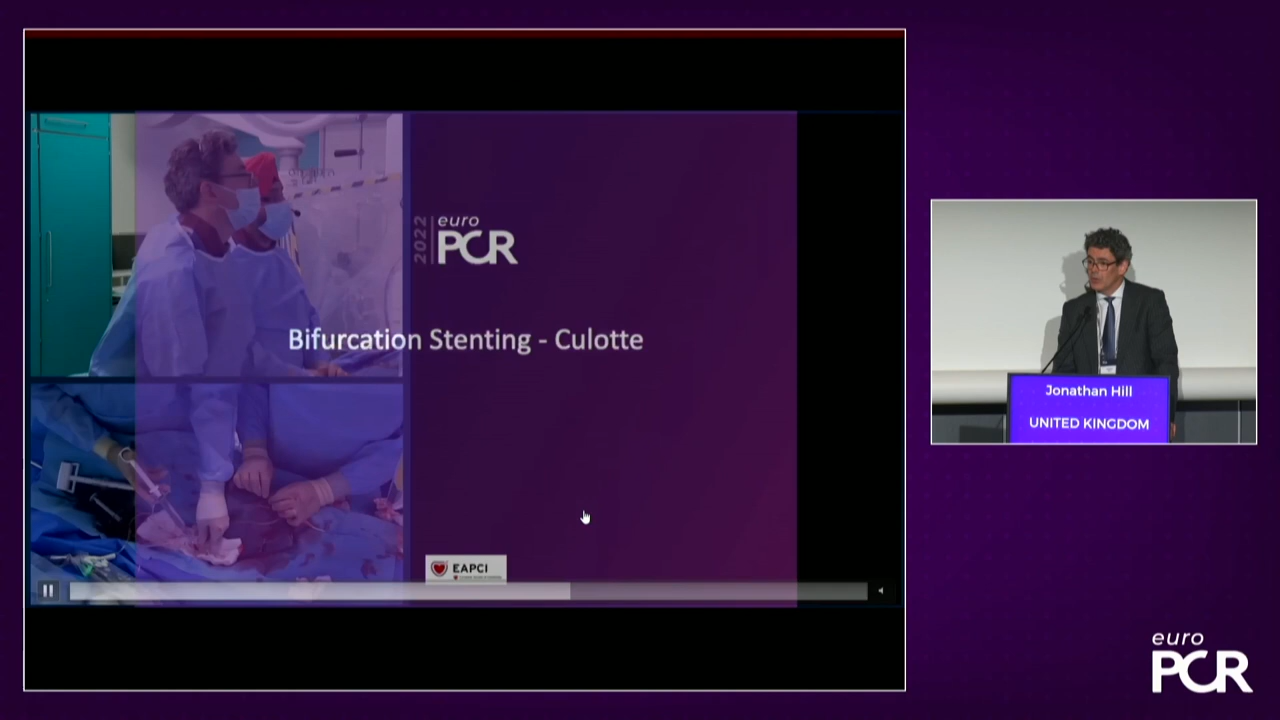 2022
euro
PCR
Bifurcation Stenting - Culotte
EAPCI
Jonathan Hill
UNITED KINGDOM
euro
PCR